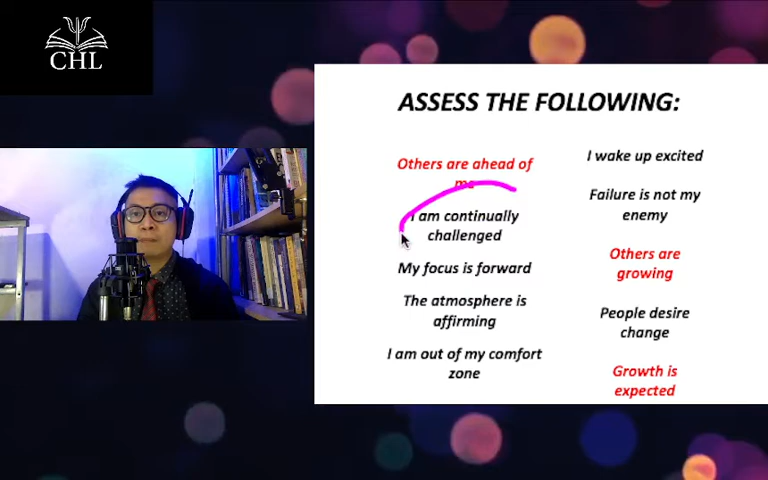 CHL
ASSESS THE FOLLOWING:
Others are ahead of
me
I am continually
challenged
My focus is forward
The atmosphere is
affirming
I am out of my comfort
zone
I wake up excited
Failure is not my
enemy
Others are
growing
People desire
change
Growth is
expected